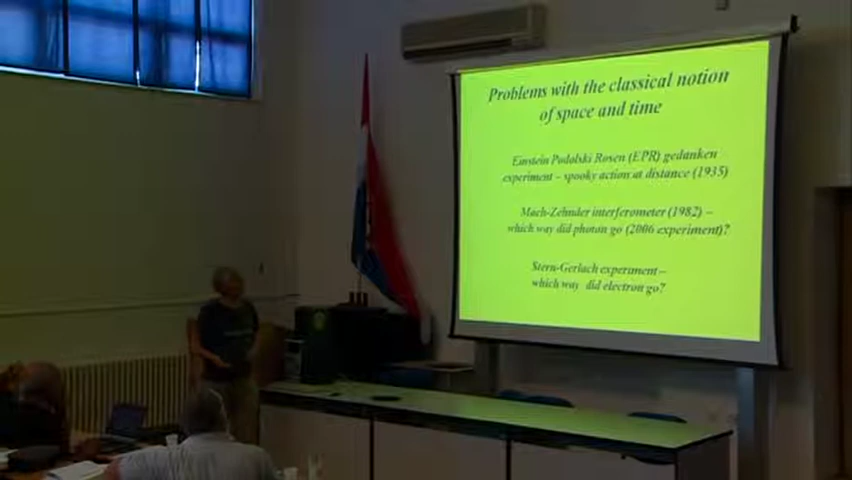 Problems with the classical notion
of space and time
Einstein Podolski Rosen (EPR) gedanken
experiment – spooky action at distance (1935)
Mach-Zehnder interferometer (1982) –
which way did photon go (2006 experiment)?
Stern-Gerlach experiment –
which way did electron go?